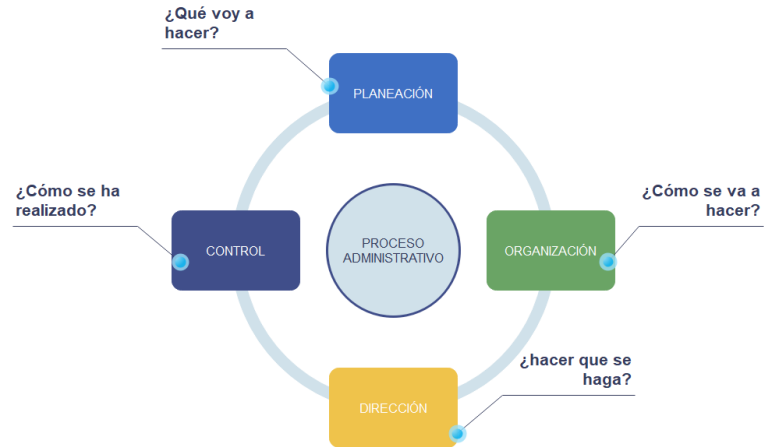 ¿Qué voy a
hacer?
PLANEACIÓN
¿Cómo se ha
realizado?
CONTROL
PROCESO
ADMINISTRATIVO
¿Cómo se va a
hacer?
ORGANIZACIÓN
¿hacer que se
haga?
DIRECCIÓN